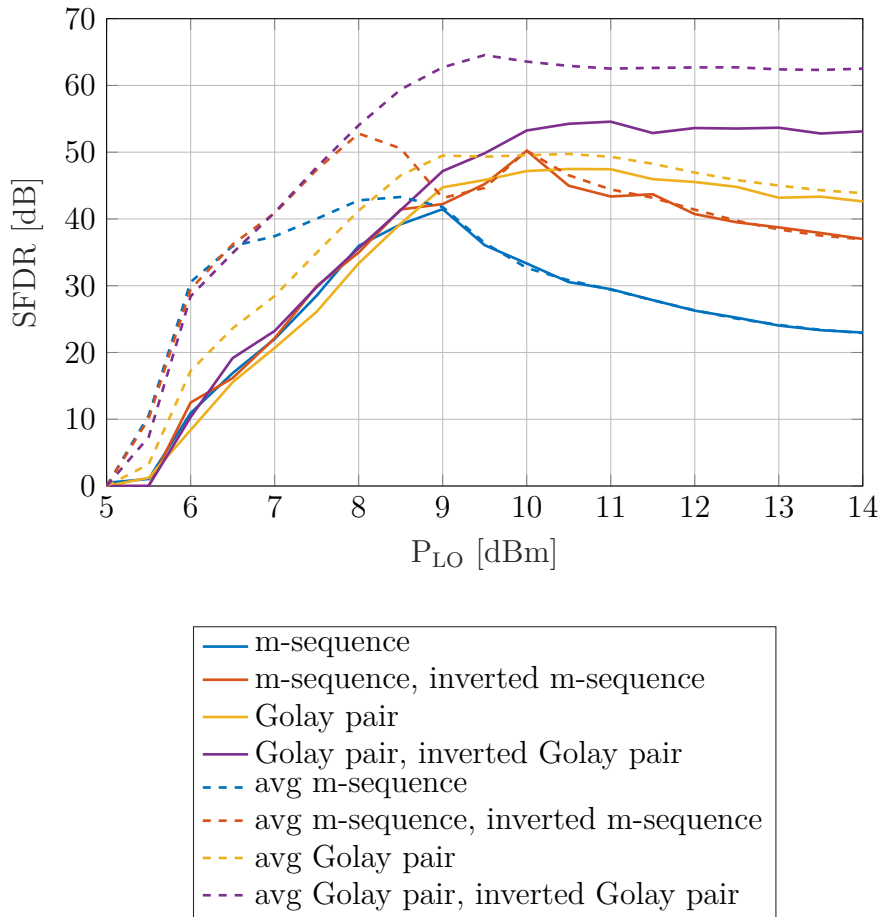 70
60
50
40
30
20
10
0
SFDR [dB]
5 6 7 8 9 10 11 12 13 14
P_LO [dBm]
m-sequence
m-sequence, inverted m-sequence
Golay pair
Golay pair, inverted Golay pair
avg m-sequence
avg m-sequence, inverted m-sequence
avg Golay pair
avg Golay pair, inverted Golay pair